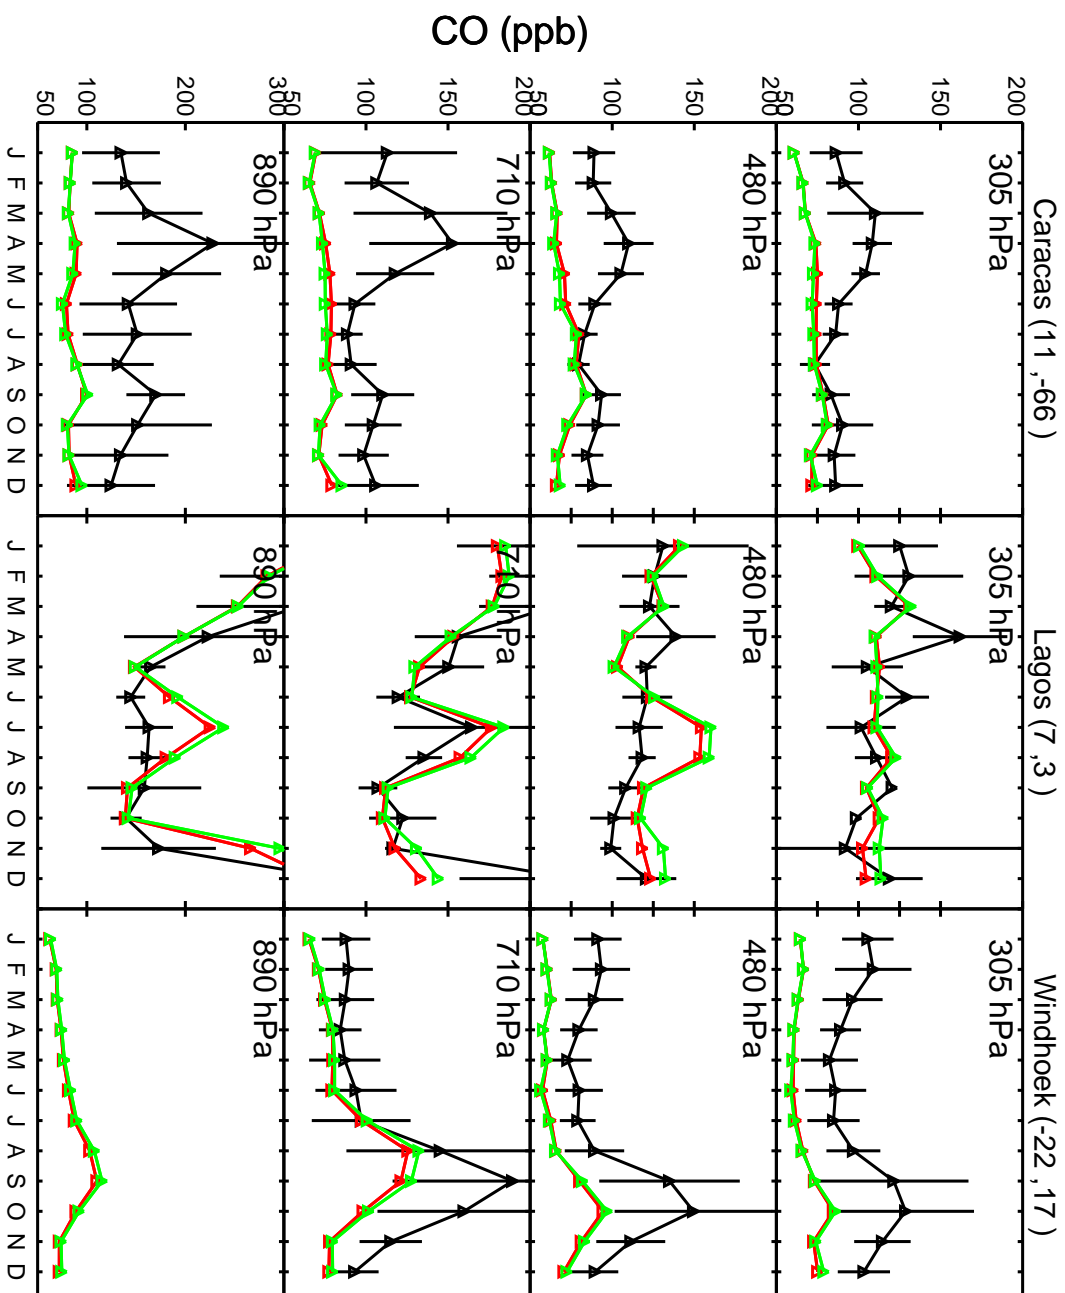 CO (ppb)
Caracas (11 ,-66 )
Lagos (7 ,3 )
Windhoek (-22 ,17 )
200
150
100
50
305 hPa
305 hPa
305 hPa
200
150
100
50
480 hPa
480 hPa
480 hPa
200
150
100
50
710 hPa
710 hPa
710 hPa
300
200
100
50
890 hPa
890 hPa
890 hPa
J F M A M J J A S O N D
J F M A M J J A S O N D
J F M A M J J A S O N D